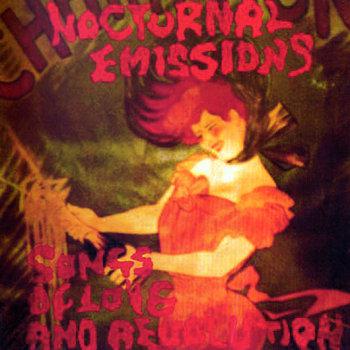 NOCTURNAL
EMISSIONS
SONGS
OF LOVE
AND REVOLUTION